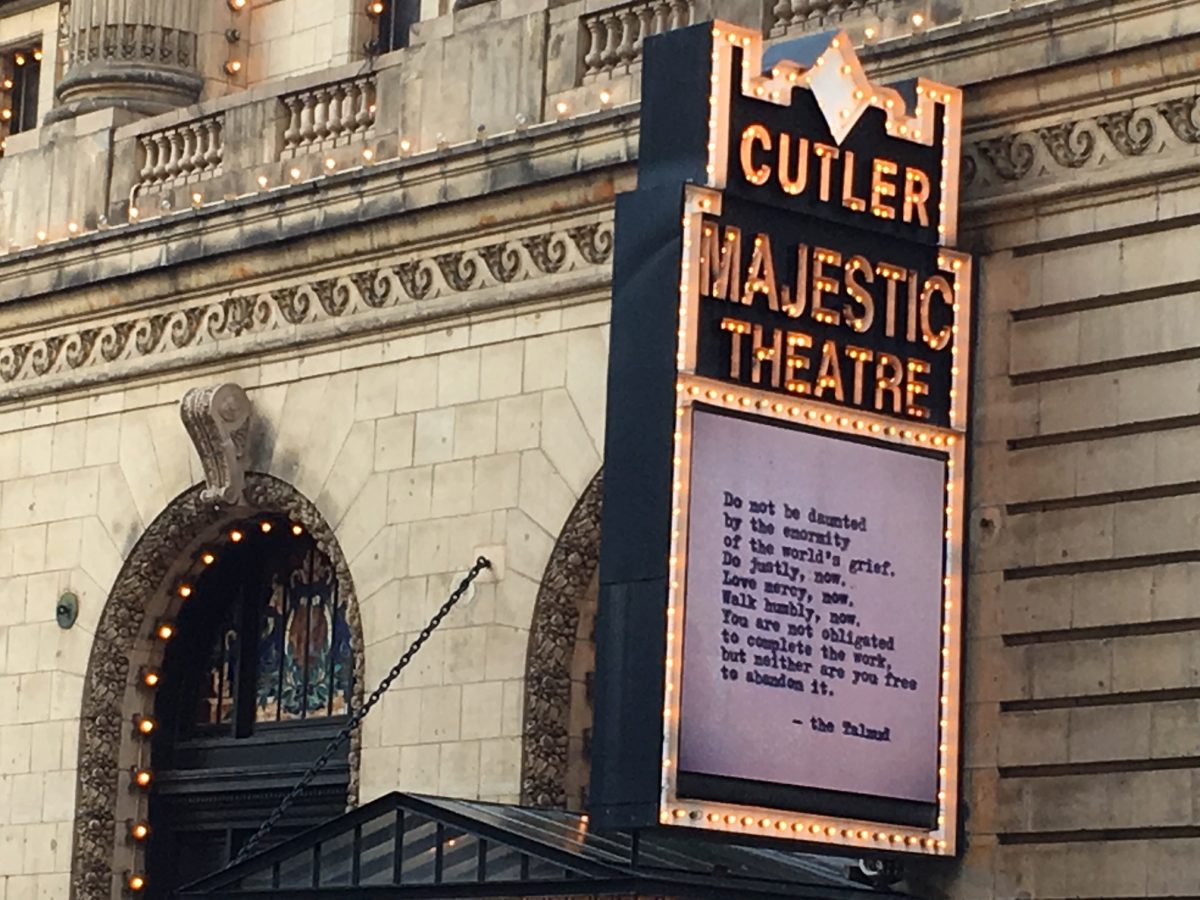 CUTLER
MAJESTIC
THEATRE
Do not be daunted
by the enormity
of the world's grief.
Do justly, now.
Love mercy, now.
Walk humbly, now.
You are not obligated
to complete the work,
but neither are you free
to abandon it.
– the Talmud